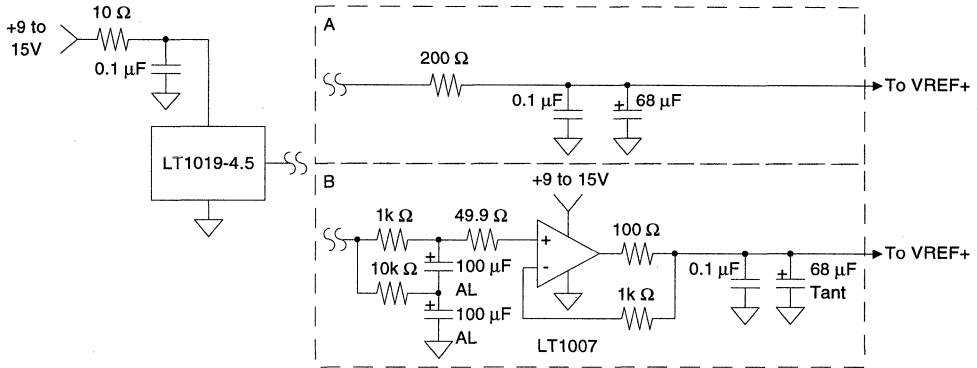 +9 to
15V
10 Ω
0.1 µF
LT1019-4.5
A
200 Ω
0.1 µF
+
68 µF
To VREF+
B
+9 to 15V
1k Ω
49.9 Ω
+
-
100 Ω
To VREF+
10k Ω
+
100 µF
AL
+
100 µF
AL
1k Ω
0.1 µF
+
68 µF
Tant
LT1007